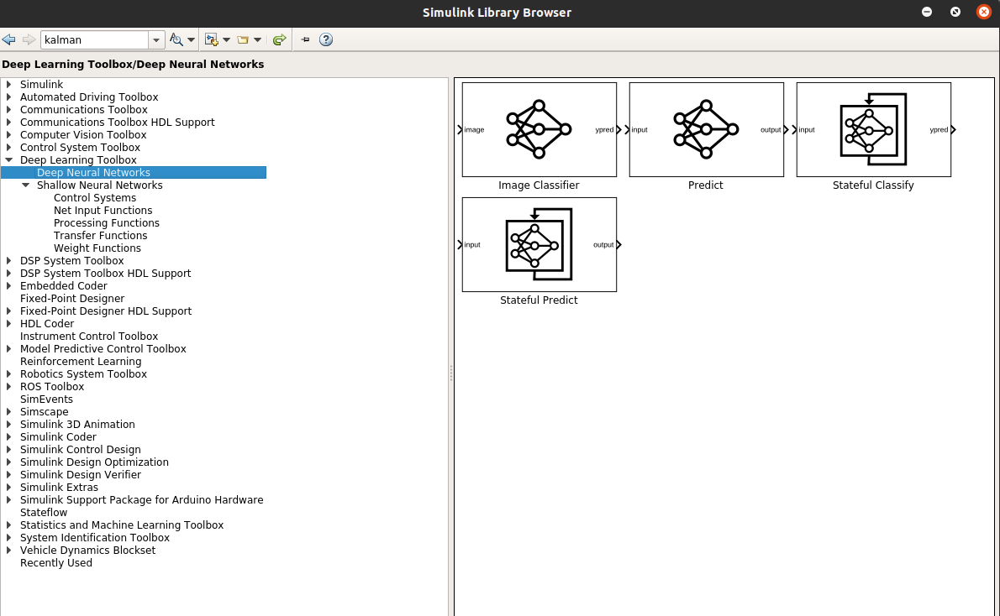 Simulink Library Browser
kalman
Deep Learning Toolbox/Deep Neural Networks
Simulink
Automated Driving Toolbox
Communications Toolbox
Communications Toolbox HDL Support
Computer Vision Toolbox
Control System Toolbox
Deep Learning Toolbox
Deep Neural Networks
Shallow Neural Networks
Control Systems
Net Input Functions
Processing Functions
Transfer Functions
Weight Functions
DSP System Toolbox
DSP System Toolbox HDL Support
Embedded Coder
Fixed-Point Designer
Fixed-Point Designer HDL Support
HDL Coder
Instrument Control Toolbox
Model Predictive Control Toolbox
Reinforcement Learning
Robotics System Toolbox
ROS Toolbox
SimEvents
Simscape
Simulink 3D Animation
Simulink Coder
Simulink Control Design
Simulink Design Optimization
Simulink Design Verifier
Simulink Extras
Simulink Support Package for Arduino Hardware
Stateflow
Statistics and Machine Learning Toolbox
System Identification Toolbox
Vehicle Dynamics Blockset
Recently Used
image ypred input output input ypred
Image Classifier Predict Stateful Classify
input output
Stateful Predict